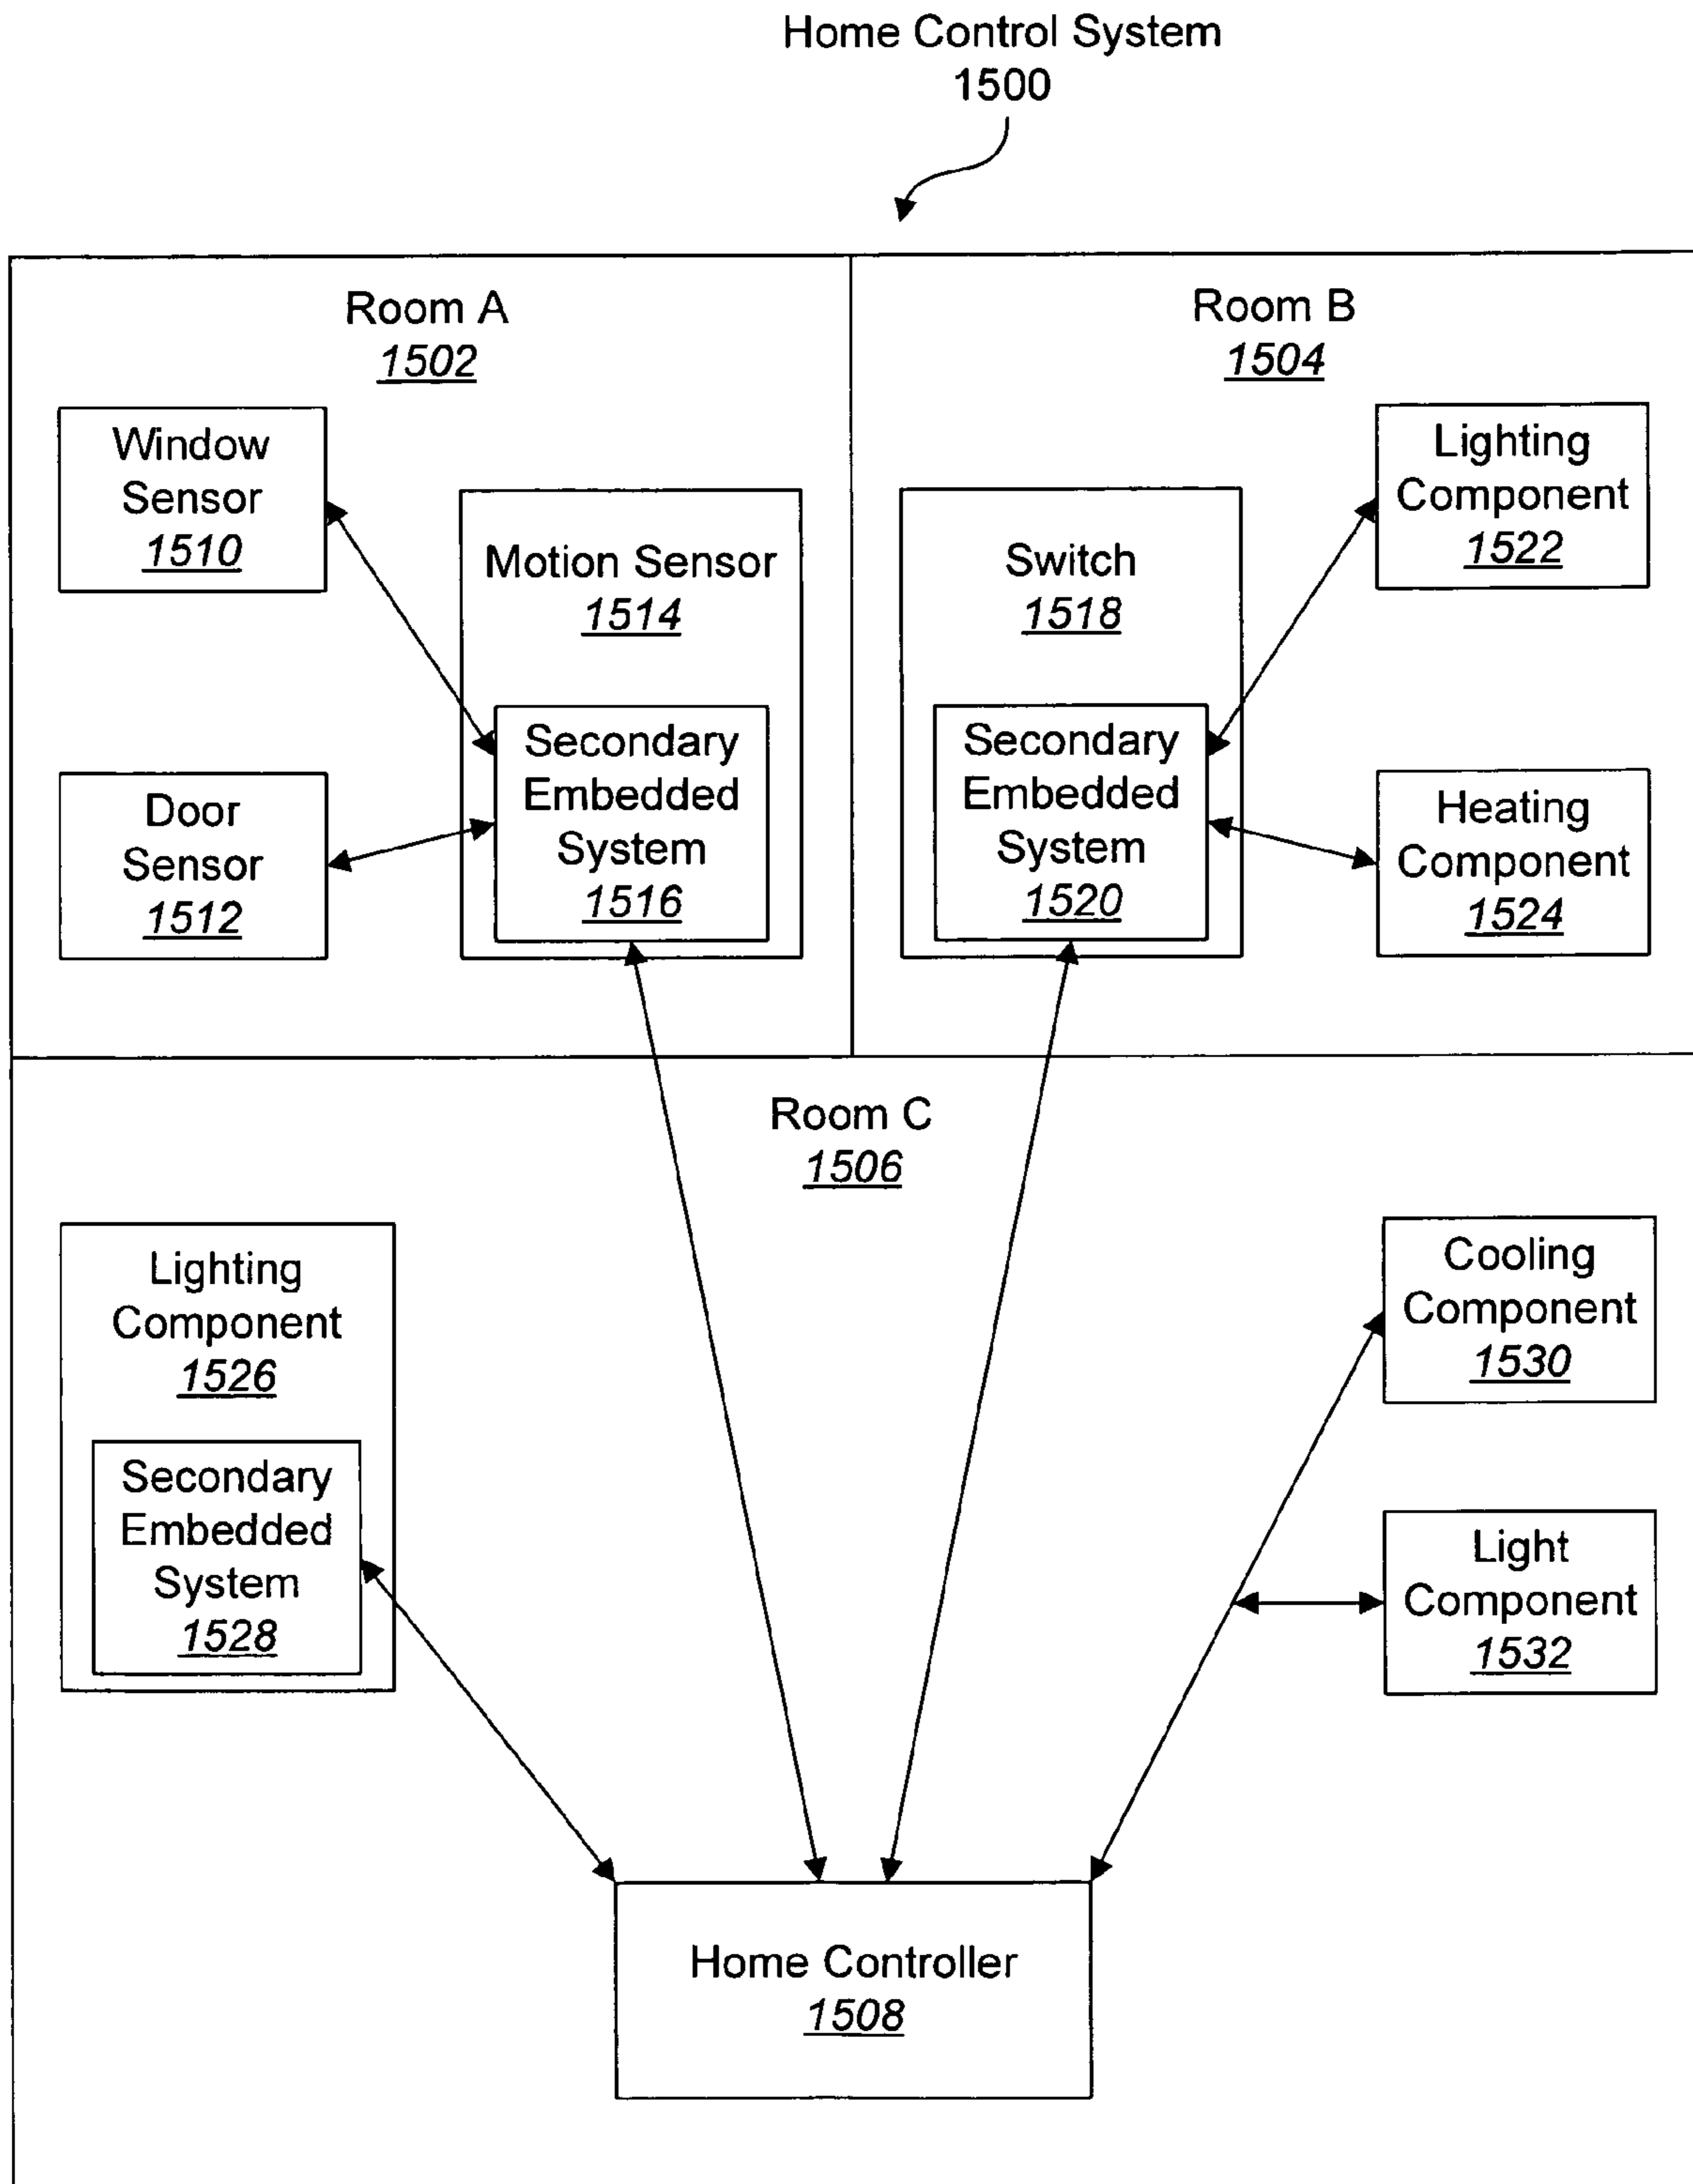 Home Control System
1500
Room A
1502
Window
Sensor
1510
Door
Sensor
1512
Motion Sensor
1514
Secondary
Embedded
System
1516
Room B
1504
Switch
1518
Secondary
Embedded
System
1520
Lighting
Component
1522
Heating
Component
1524
Room C
1506
Lighting
Component
1526
Secondary
Embedded
System
1528
Cooling
Component
1530
Light
Component
1532
Home Controller
1508